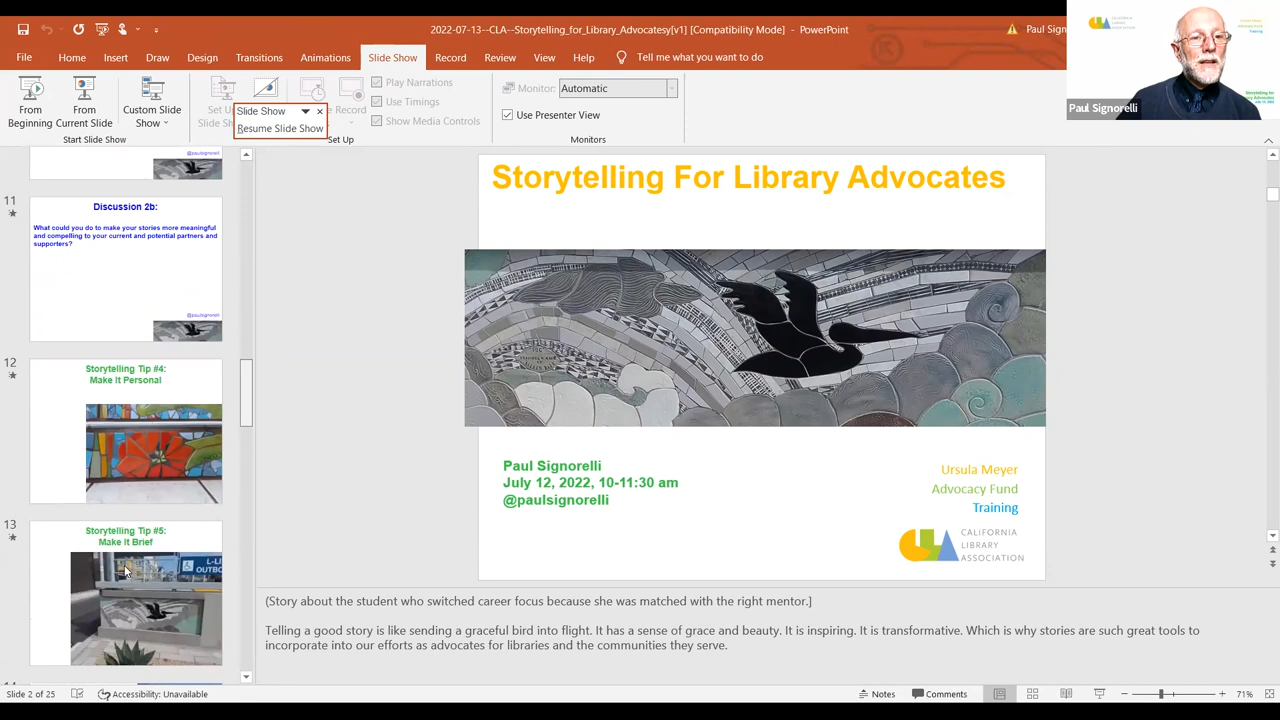 2022-07-13--CLA--Storytelling_for_Library_Advocatesy[v1] [Compatibility Mode] - PowerPoint
Paul Sign
File Home Insert Draw Design Transitions Animations Slide Show Record Review View Help Tell me what you want to do
From Beginning
From Current Slide
Custom Slide Show
Start Slide Show
Slide Show
Resume Slide Show
Record
Set Up
Play Narrations
Use Timings
Show Media Controls
Monitor: Automatic
Use Presenter View
Monitors
CALIFORNIA
LIBRARY
ASSOCIATION
Paul Signorelli
@paulsignorelli
11
Discussion 2b:
What could you do to make your stories more meaningful
and compelling to your current and potential partners and
supporters?
@paulsignorelli
12
Storytelling Tip #4:
Make It Personal
13
Storytelling Tip #5:
Make It Brief
L-LI
OUTBO
Storytelling For Library Advocates
Paul Signorelli
July 12, 2022, 10-11:30 am
@paulsignorelli
Ursula Meyer
Advocacy Fund
Training
CALIFORNIA
LIBRARY
ASSOCIATION
(Story about the student who switched career focus because she was matched with the right mentor.]
Telling a good story is like sending a graceful bird into flight. It has a sense of grace and beauty. It is inspiring. It is transformative. Which is why stories are such great tools to
incorporate into our efforts as advocates for libraries and the communities they serve.
Slide 2 of 25
Accessibility: Unavailable
Notes
Comments
71%